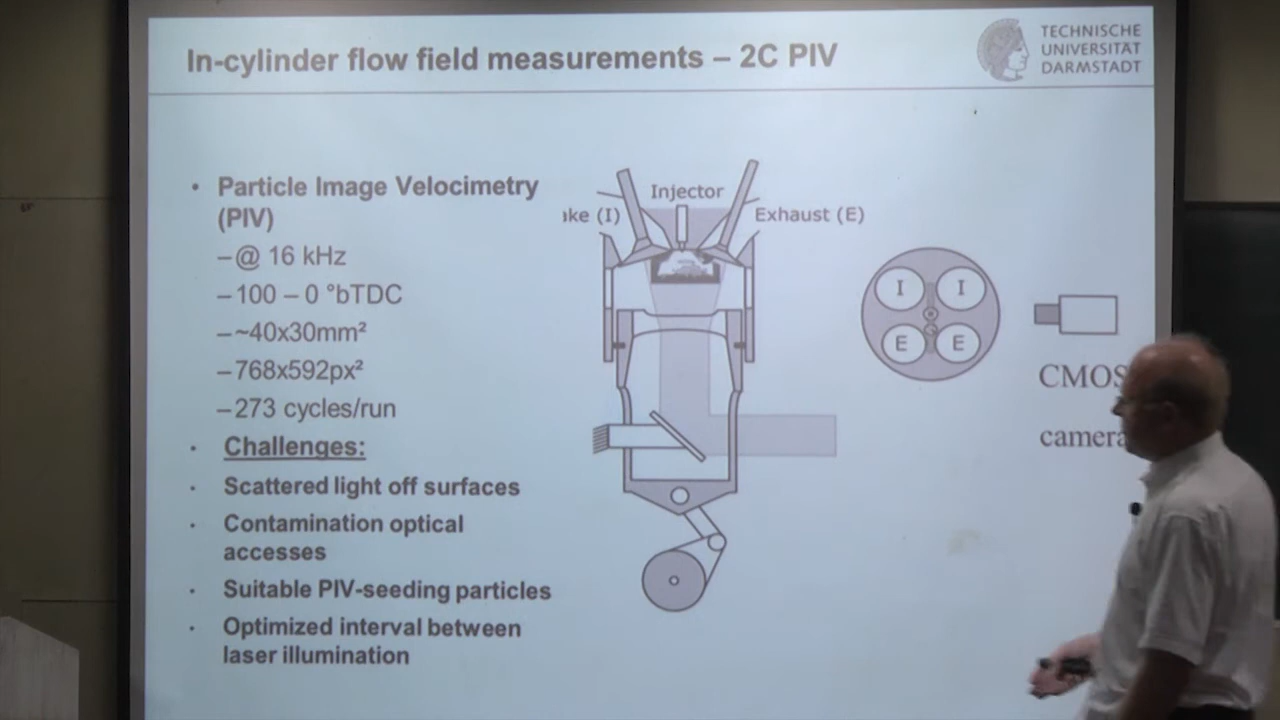 In-cylinder flow field measurements – 2C PIV
TECHNISCHE
UNIVERSITÄT
DARMSTADT
• Particle Image Velocimetry
(PIV)
– @ 16 kHz
– 100 – 0 °bTDC
– ~40x30mm²
– 768x592px²
– 273 cycles/run
· Challenges:
· Scattered light off surfaces
· Contamination optical
accesses
· Suitable PIV-seeding particles
· Optimized interval between
laser illumination
Injector
ake (I)
Exhaust (E)
I I
E E
CMOS
camera